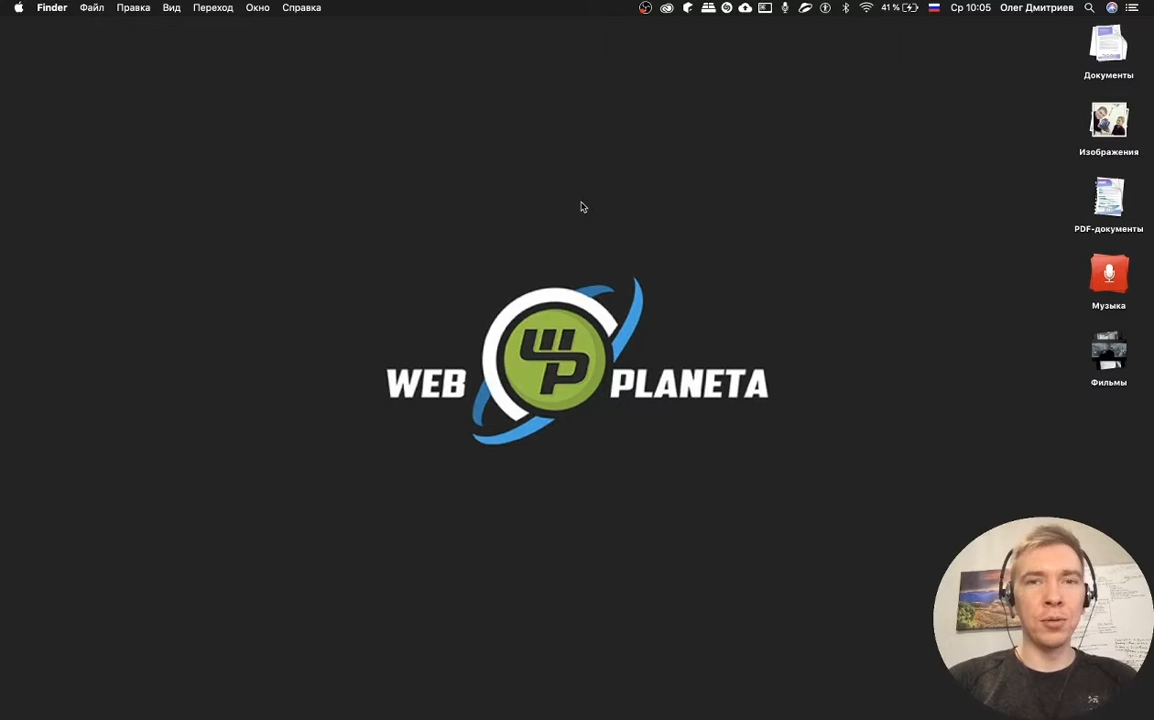 Finder Файл Правка Вид Переход Окно Справка 41 % Ср 10:05 Олег Дмитриев
Документы
Изображения
PDF-документы
Музыка
Фильмы
WEB WP PLANETA